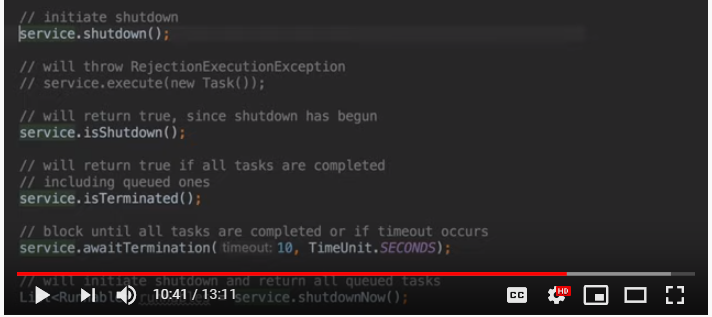 // initiate shutdown
service.shutdown();
// will throw RejectionExecutionException
// service.execute(new Task());
// will return true, since shutdown has begun
service.isShutdown();
// will return true if all tasks are completed
// including queued ones
service.isTerminated();
// block until all tasks are completed or if timeout occurs
service.awaitTermination( timeout: 10, TimeUnit.SECONDS);
// will initiate shutdown and return all queued tasks
service.shutdownNow();
10:41 / 13:11
CC
HD